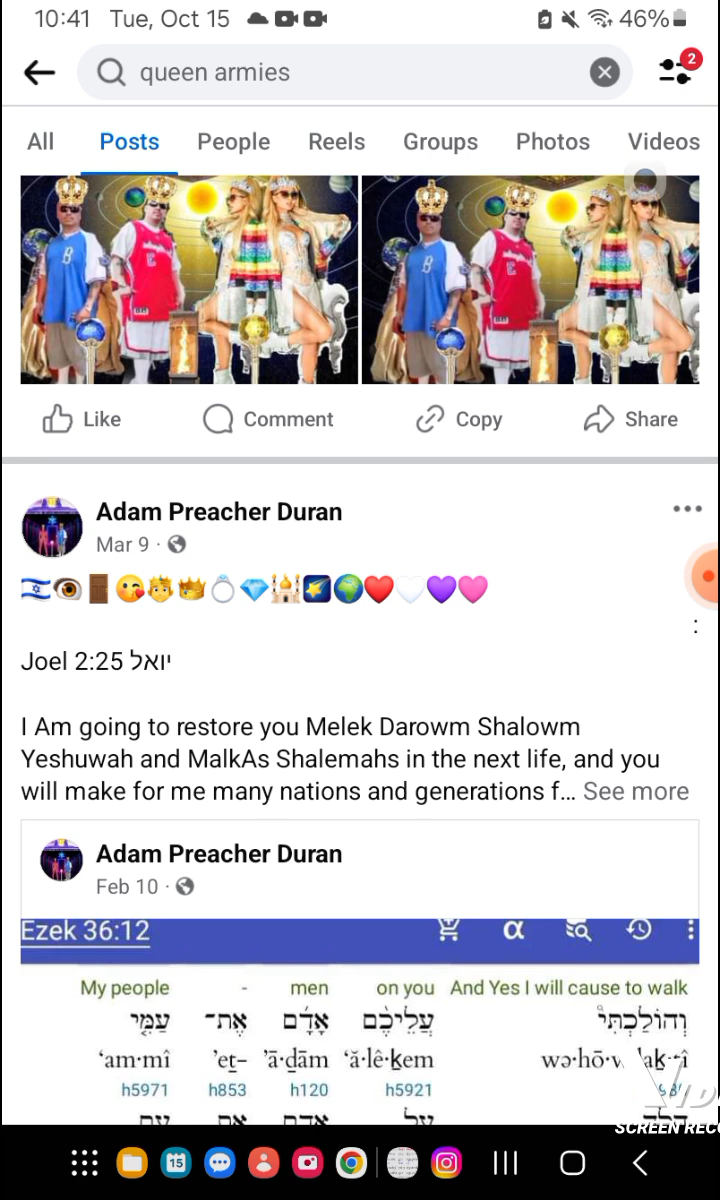 10:41 Tue, Oct 15 46%
queen armies
2
All Posts People Reels Groups Photos Videos
Like Comment Copy Share
Adam Preacher Duran
Mar 9 ·
Joel 2:25 יואל
I Am going to restore you Melek Darowm Shalowm
Yeshuwah and MalkAs Shalemahs in the next life, and you
will make for me many nations and generations f... See more
Adam Preacher Duran
Feb 10 ·
Ezek 36:12
My people - men on you And Yes I will cause to walk
עַמִּ֤י אֶת־ אָדָ֜ם עֲלֵיכֶ֨ם וְהוֹלַכְתִּי֩
‘am·mî ’eṯ- ’ā·ḏām ‘ă·lê·ḵem
h5971 h853 h120 h5921
SCREEN REC
15